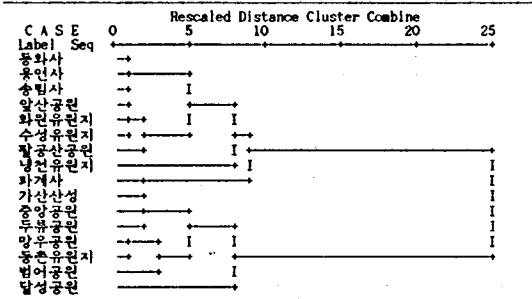 Rescaled Distance Cluster Combine
C A S E 0 5 10 15 20 25
Label Seq
동화사
용연사
송림사
앞산공원
화원유원지
수성유원지
팔공산공원
냉천유원지
파계사
가산산성
중앙공원
두류공원
망우공원
동촌유원지
범어공원
달성공원